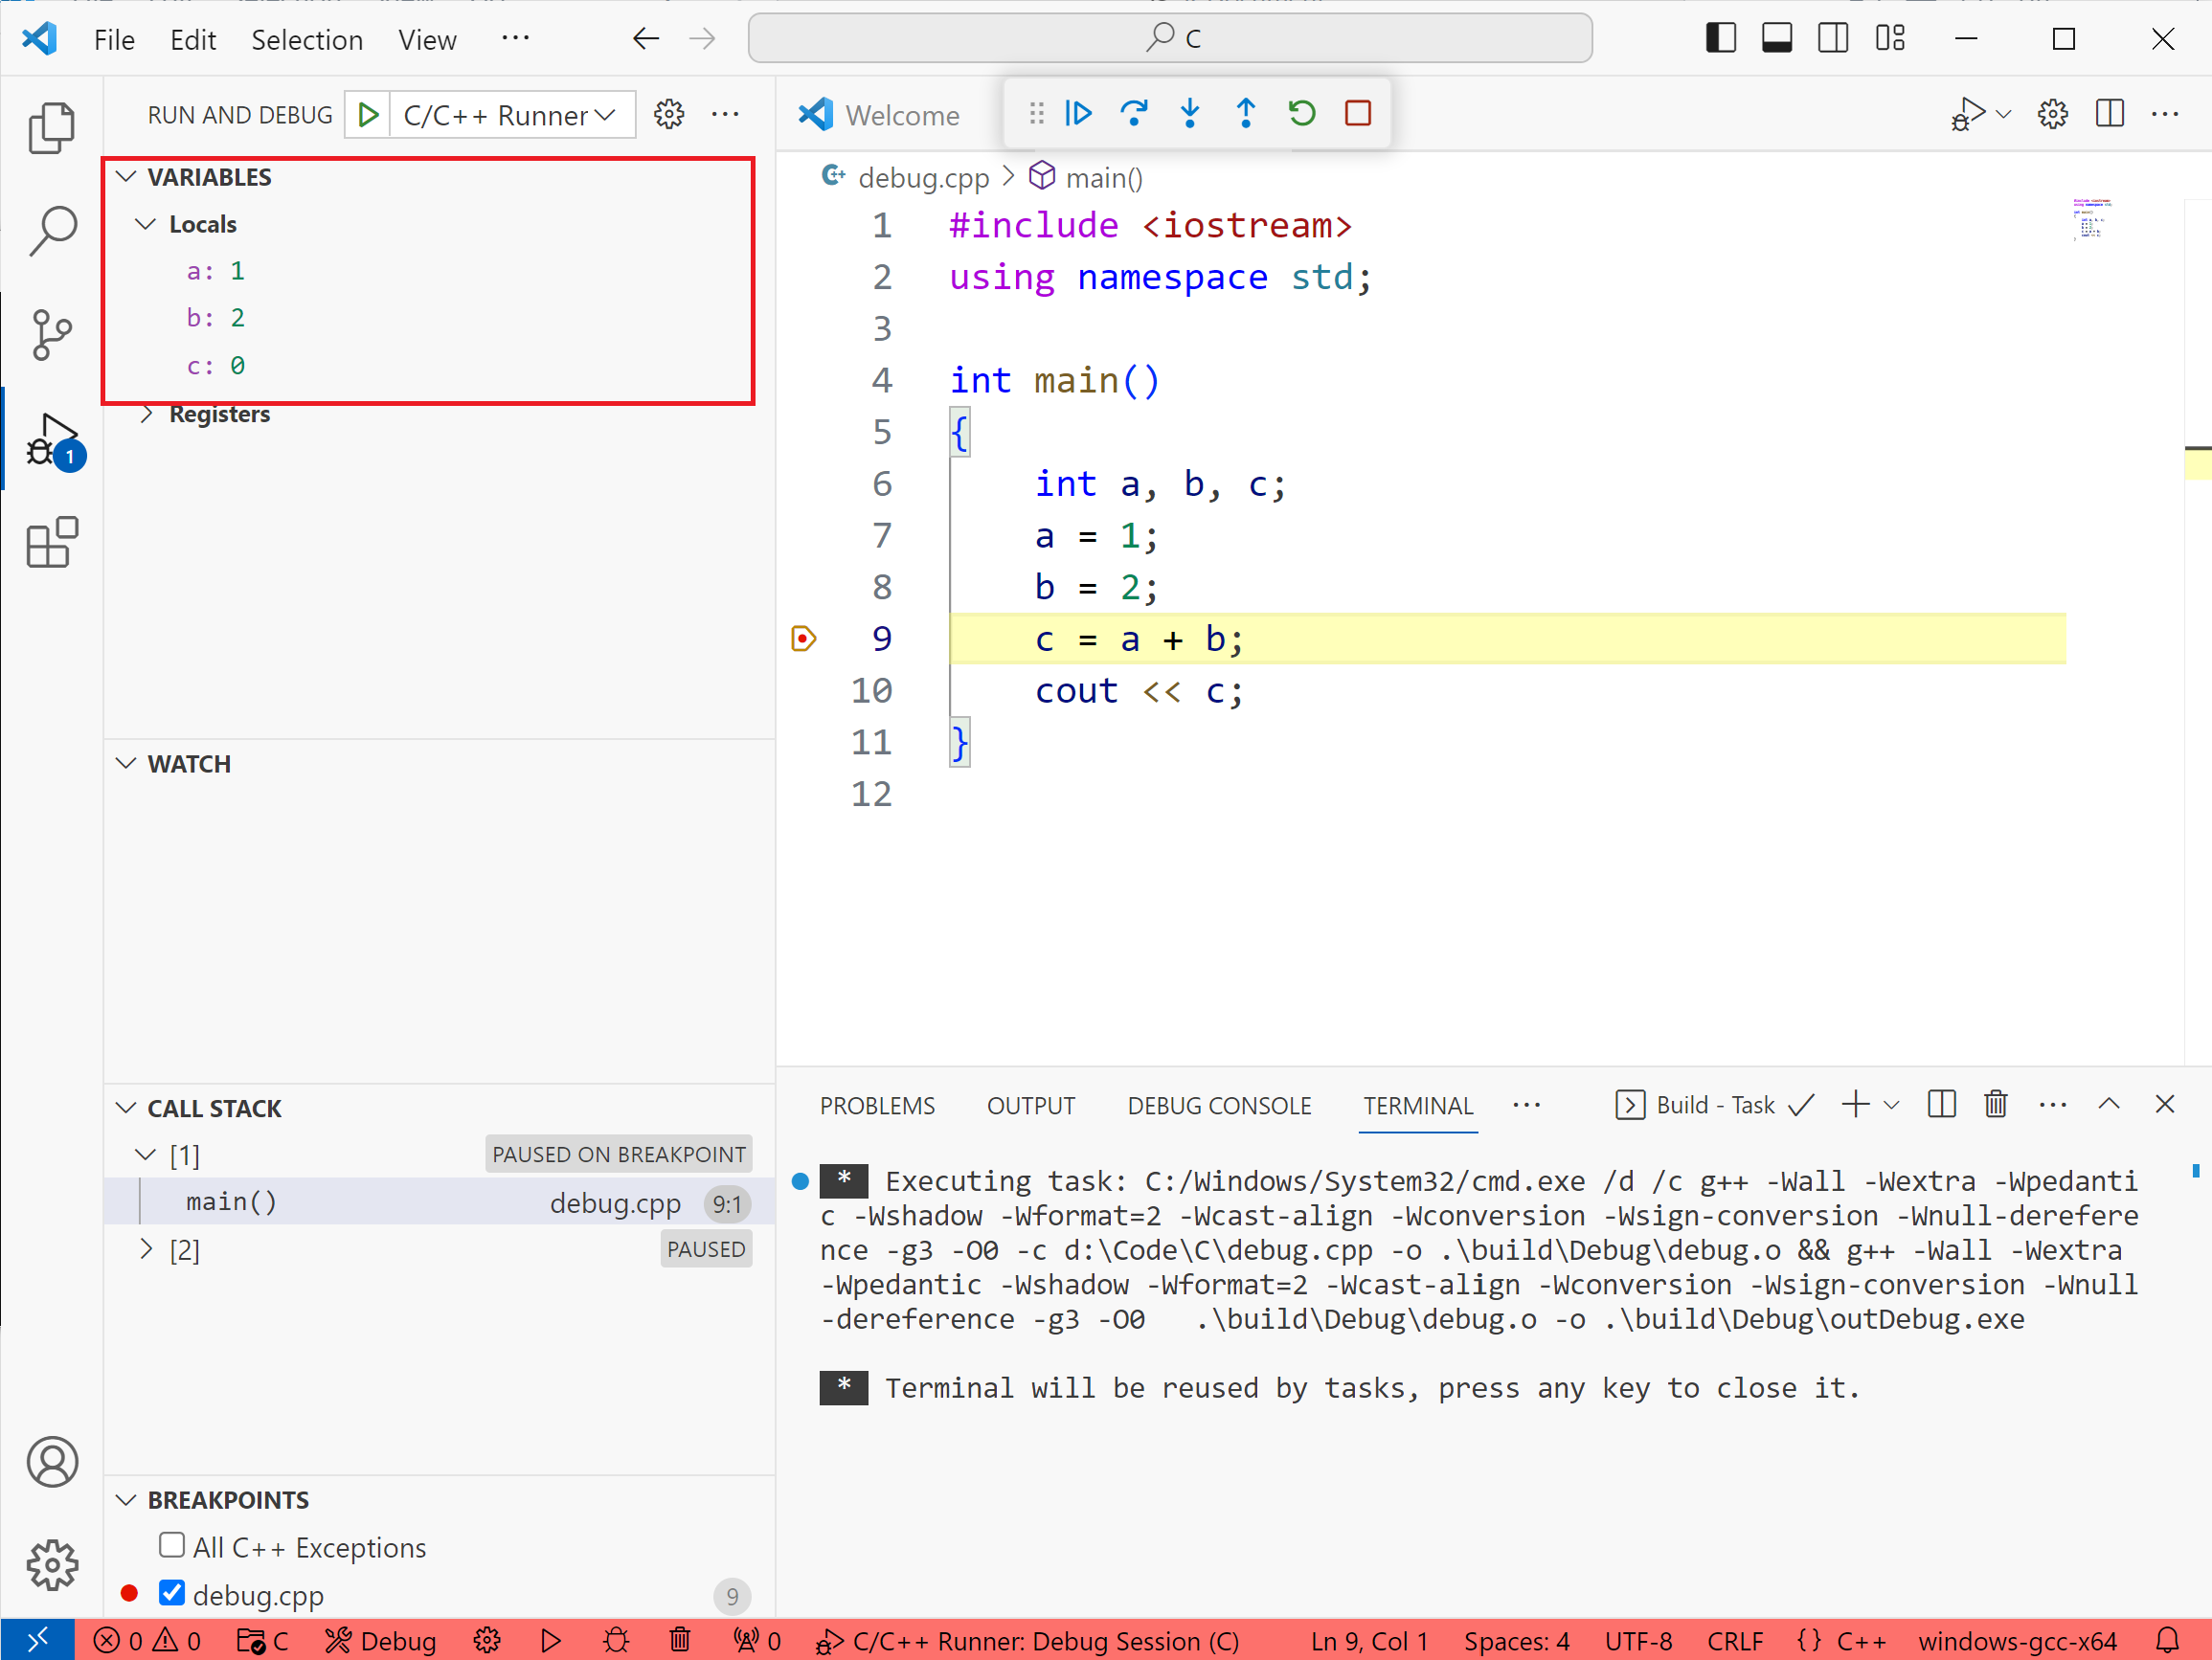 File Edit Selection View ··· C
RUN AND DEBUG C/C++ Runner ···
VARIABLES
Locals
a: 1
b: 2
c: 0
Registers
1
WATCH
CALL STACK
[1] PAUSED ON BREAKPOINT
main() debug.cpp 9:1
[2] PAUSED
BREAKPOINTS
All C++ Exceptions
debug.cpp 9
Welcome
debug.cpp > main()
1 #include <iostream>
2 using namespace std;
3
4 int main()
5 {
6 int a, b, c;
7 a = 1;
8 b = 2;
9 c = a + b;
10 cout << c;
11 }
12
PROBLEMS OUTPUT DEBUG CONSOLE TERMINAL ··· Build - Task
* Executing task: C:/Windows/System32/cmd.exe /d /c g++ -Wall -Wextra -Wpedanti
c -Wshadow -Wformat=2 -Wcast-align -Wconversion -Wsign-conversion -Wnull-derefere
nce -g3 -O0 -c d:\Code\C\debug.cpp -o .\build\Debug\debug.o && g++ -Wall -Wextra
-Wpedantic -Wshadow -Wformat=2 -Wcast-align -Wconversion -Wsign-conversion -Wnull
-dereference -g3 -O0 .\build\Debug\debug.o -o .\build\Debug\outDebug.exe
* Terminal will be reused by tasks, press any key to close it.
0 0 C Debug 0 C/C++ Runner: Debug Session (C) Ln 9, Col 1 Spaces: 4 UTF-8 CRLF {} C++ windows-gcc-x64